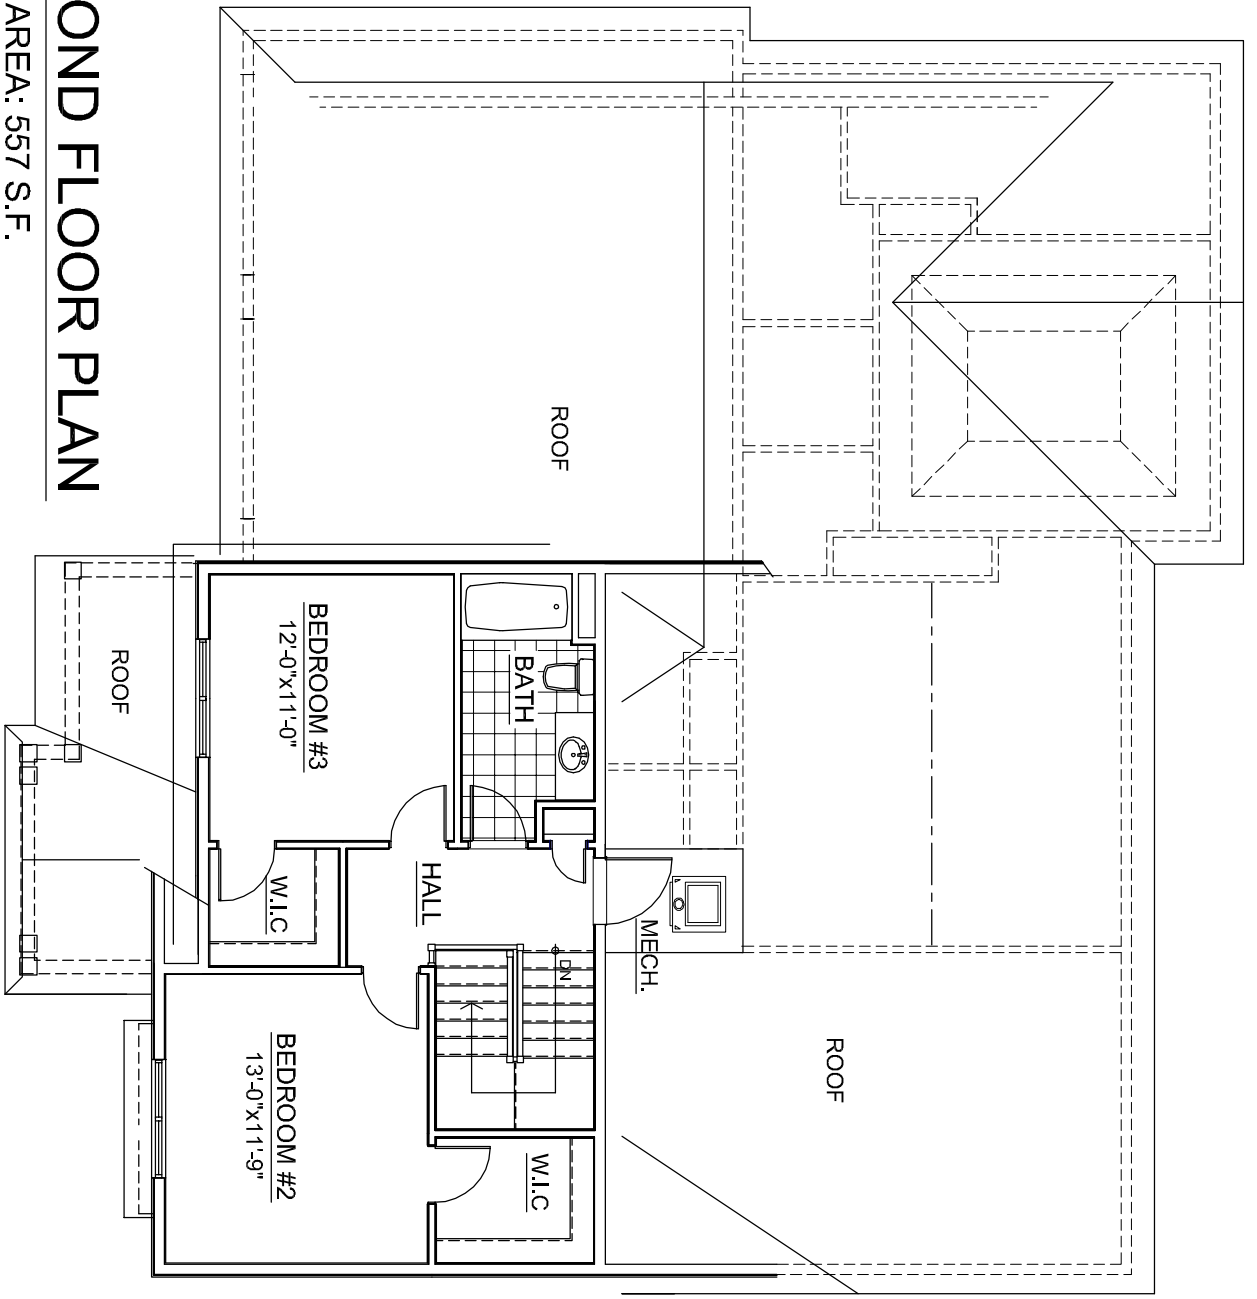 OND FLOOR PLAN
AREA: 557 S.F.
ROOF
ROOF
BEDROOM #3
12'-0"x11'-0"
BATH
W.I.C
HALL
MECH.
DN
ROOF
BEDROOM #2
13'-0"x11'-9"
W.I.C